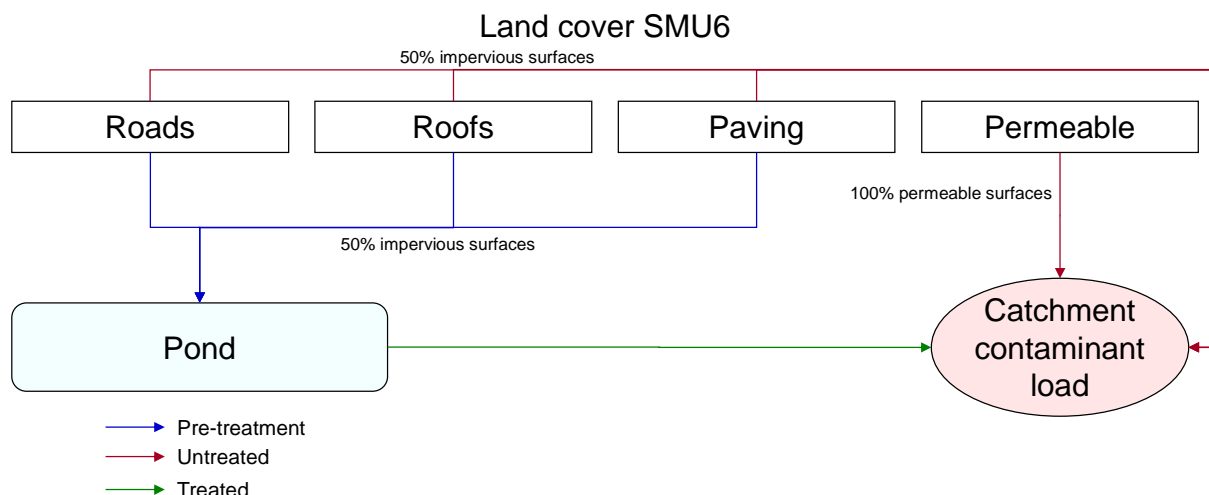 Land cover SMU6
50% impervious surfaces
Roads
Roofs
Paving
Permeable
100% permeable surfaces
50% impervious surfaces
Pond
Catchment
contaminant
load
Pre-treatment
Untreated
Treated